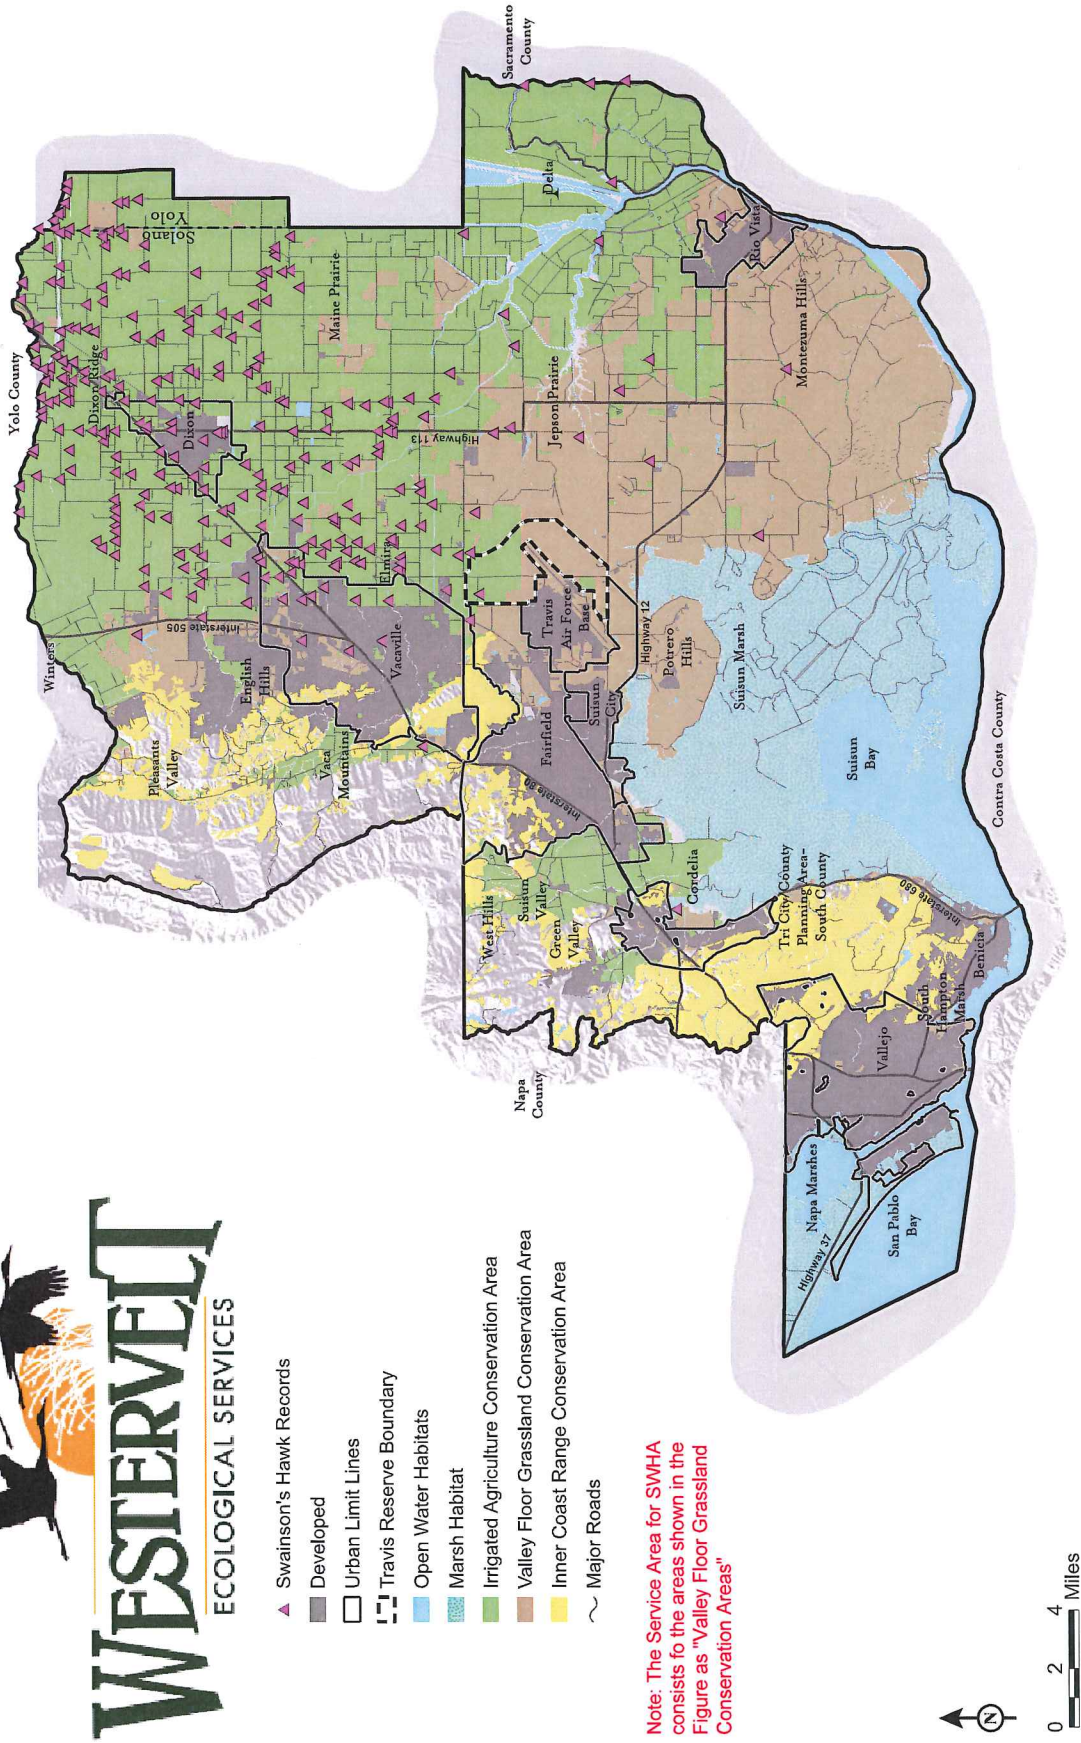 WESTERVELT
ECOLOGICAL SERVICES
Swainson's Hawk Records
Developed
Urban Limit Lines
Travis Reserve Boundary
Open Water Habitats
Marsh Habitat
Irrigated Agriculture Conservation Area
Valley Floor Grassland Conservation Area
Inner Coast Range Conservation Area
Major Roads
Note: The Service Area for SWHA
consists fo the areas shown in the
Figure as "Valley Floor Grassland
Conservation Areas"
N
0 2 4
Miles
Yolo County
Winters
Pleasants
Valley
English
Hills
Interstate 505
Vaca
Mountains
Vacaville
Elmira
Dixon
Dixon Ridge
Solano
Yolo
Maine Prairie
Highway 113
Sacramento
County
Napa
County
West Hills
Suisun
Valley
Green
Valley
Interstate 80
Fairfield
Suisun
City
Travis
Air Force
Base
Jepson Prairie
Delta
Highway 12
Potrero
Hills
Cordelia
Suisun Marsh
Rio Vista
Montezuma Hills
Tri City/County
Planning Area-
South County
Suisun
Bay
Interstate 680
Napa Marshes
Highway 37
San Pablo
Bay
Vallejo
South
Hampton
Marsh
Benicia
Contra Costa County